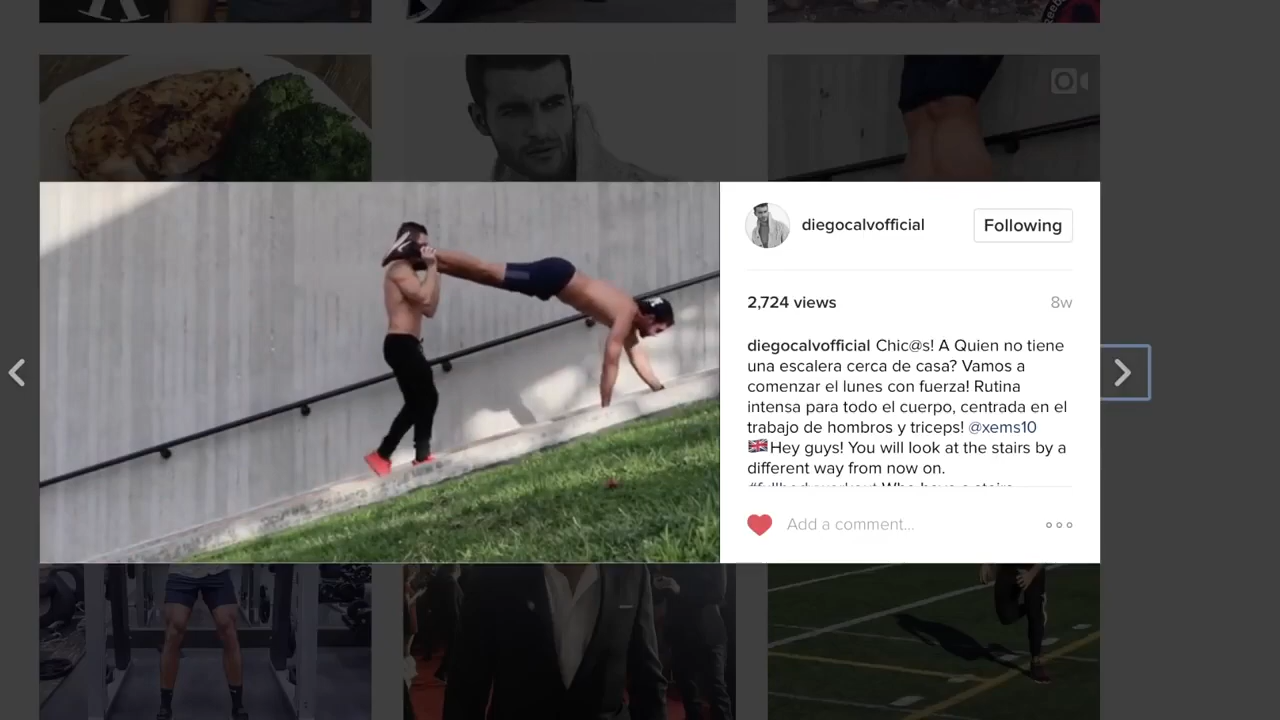 diegocalvofficial
Following
2,724 views
8w
diegocalvofficial Chic@s! A Quien no tiene
una escalera cerca de casa? Vamos a
comenzar el lunes con fuerza! Rutina
intensa para todo el cuerpo, centrada en el
trabajo de hombros y triceps! @xems10
🇬🇧Hey guys! You will look at the stairs by a
different way from now on.
Add a comment...